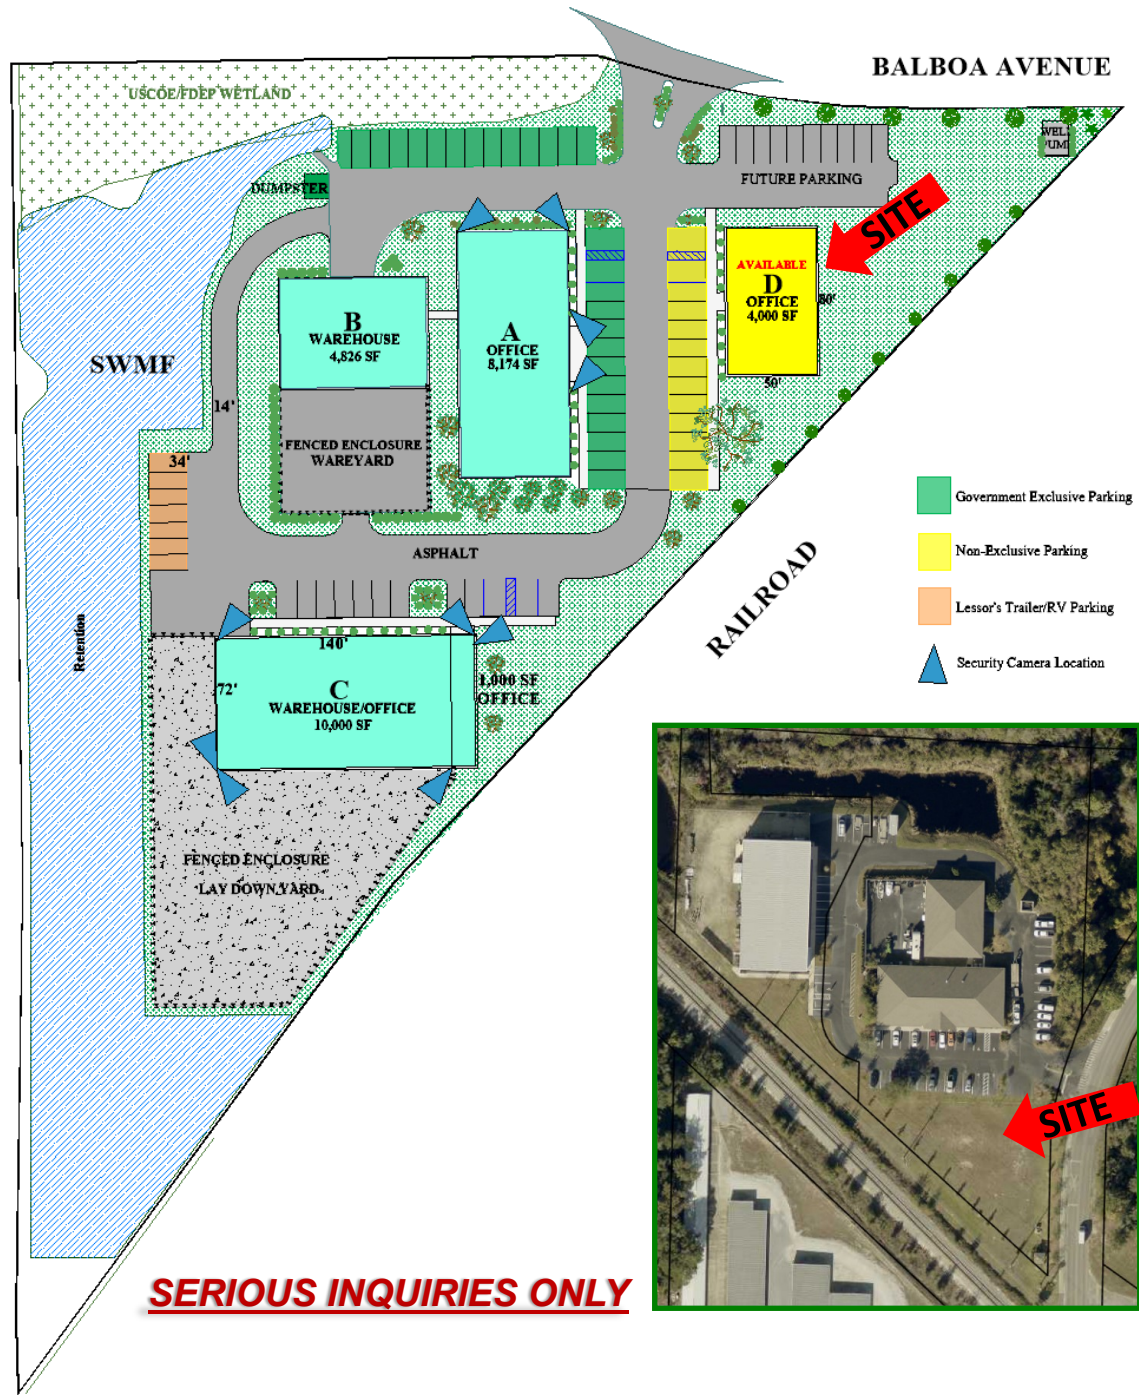 BALBOA AVENUE
USCOE/FDEP WETLAND
DUMPSTER
FUTURE PARKING
SITE
AVAILABLE
D
OFFICE
4,000 SF
80'
50'
B
WAREHOUSE
4,826 SF
A
OFFICE
8,174 SF
SWMF
14'
FENCED ENCLOSURE
WAREYARD
34'
ASPHALT
Government Exclusive Parking
Non-Exclusive Parking
Lessor's Trailer/RV Parking
Security Camera Location
RAILROAD
Retention
140'
72'
C
WAREHOUSE/OFFICE
10,000 SF
1,000 SF
OFFICE
FENCED ENCLOSURE
LAY DOWN YARD
SITE
SERIOUS INQUIRIES ONLY